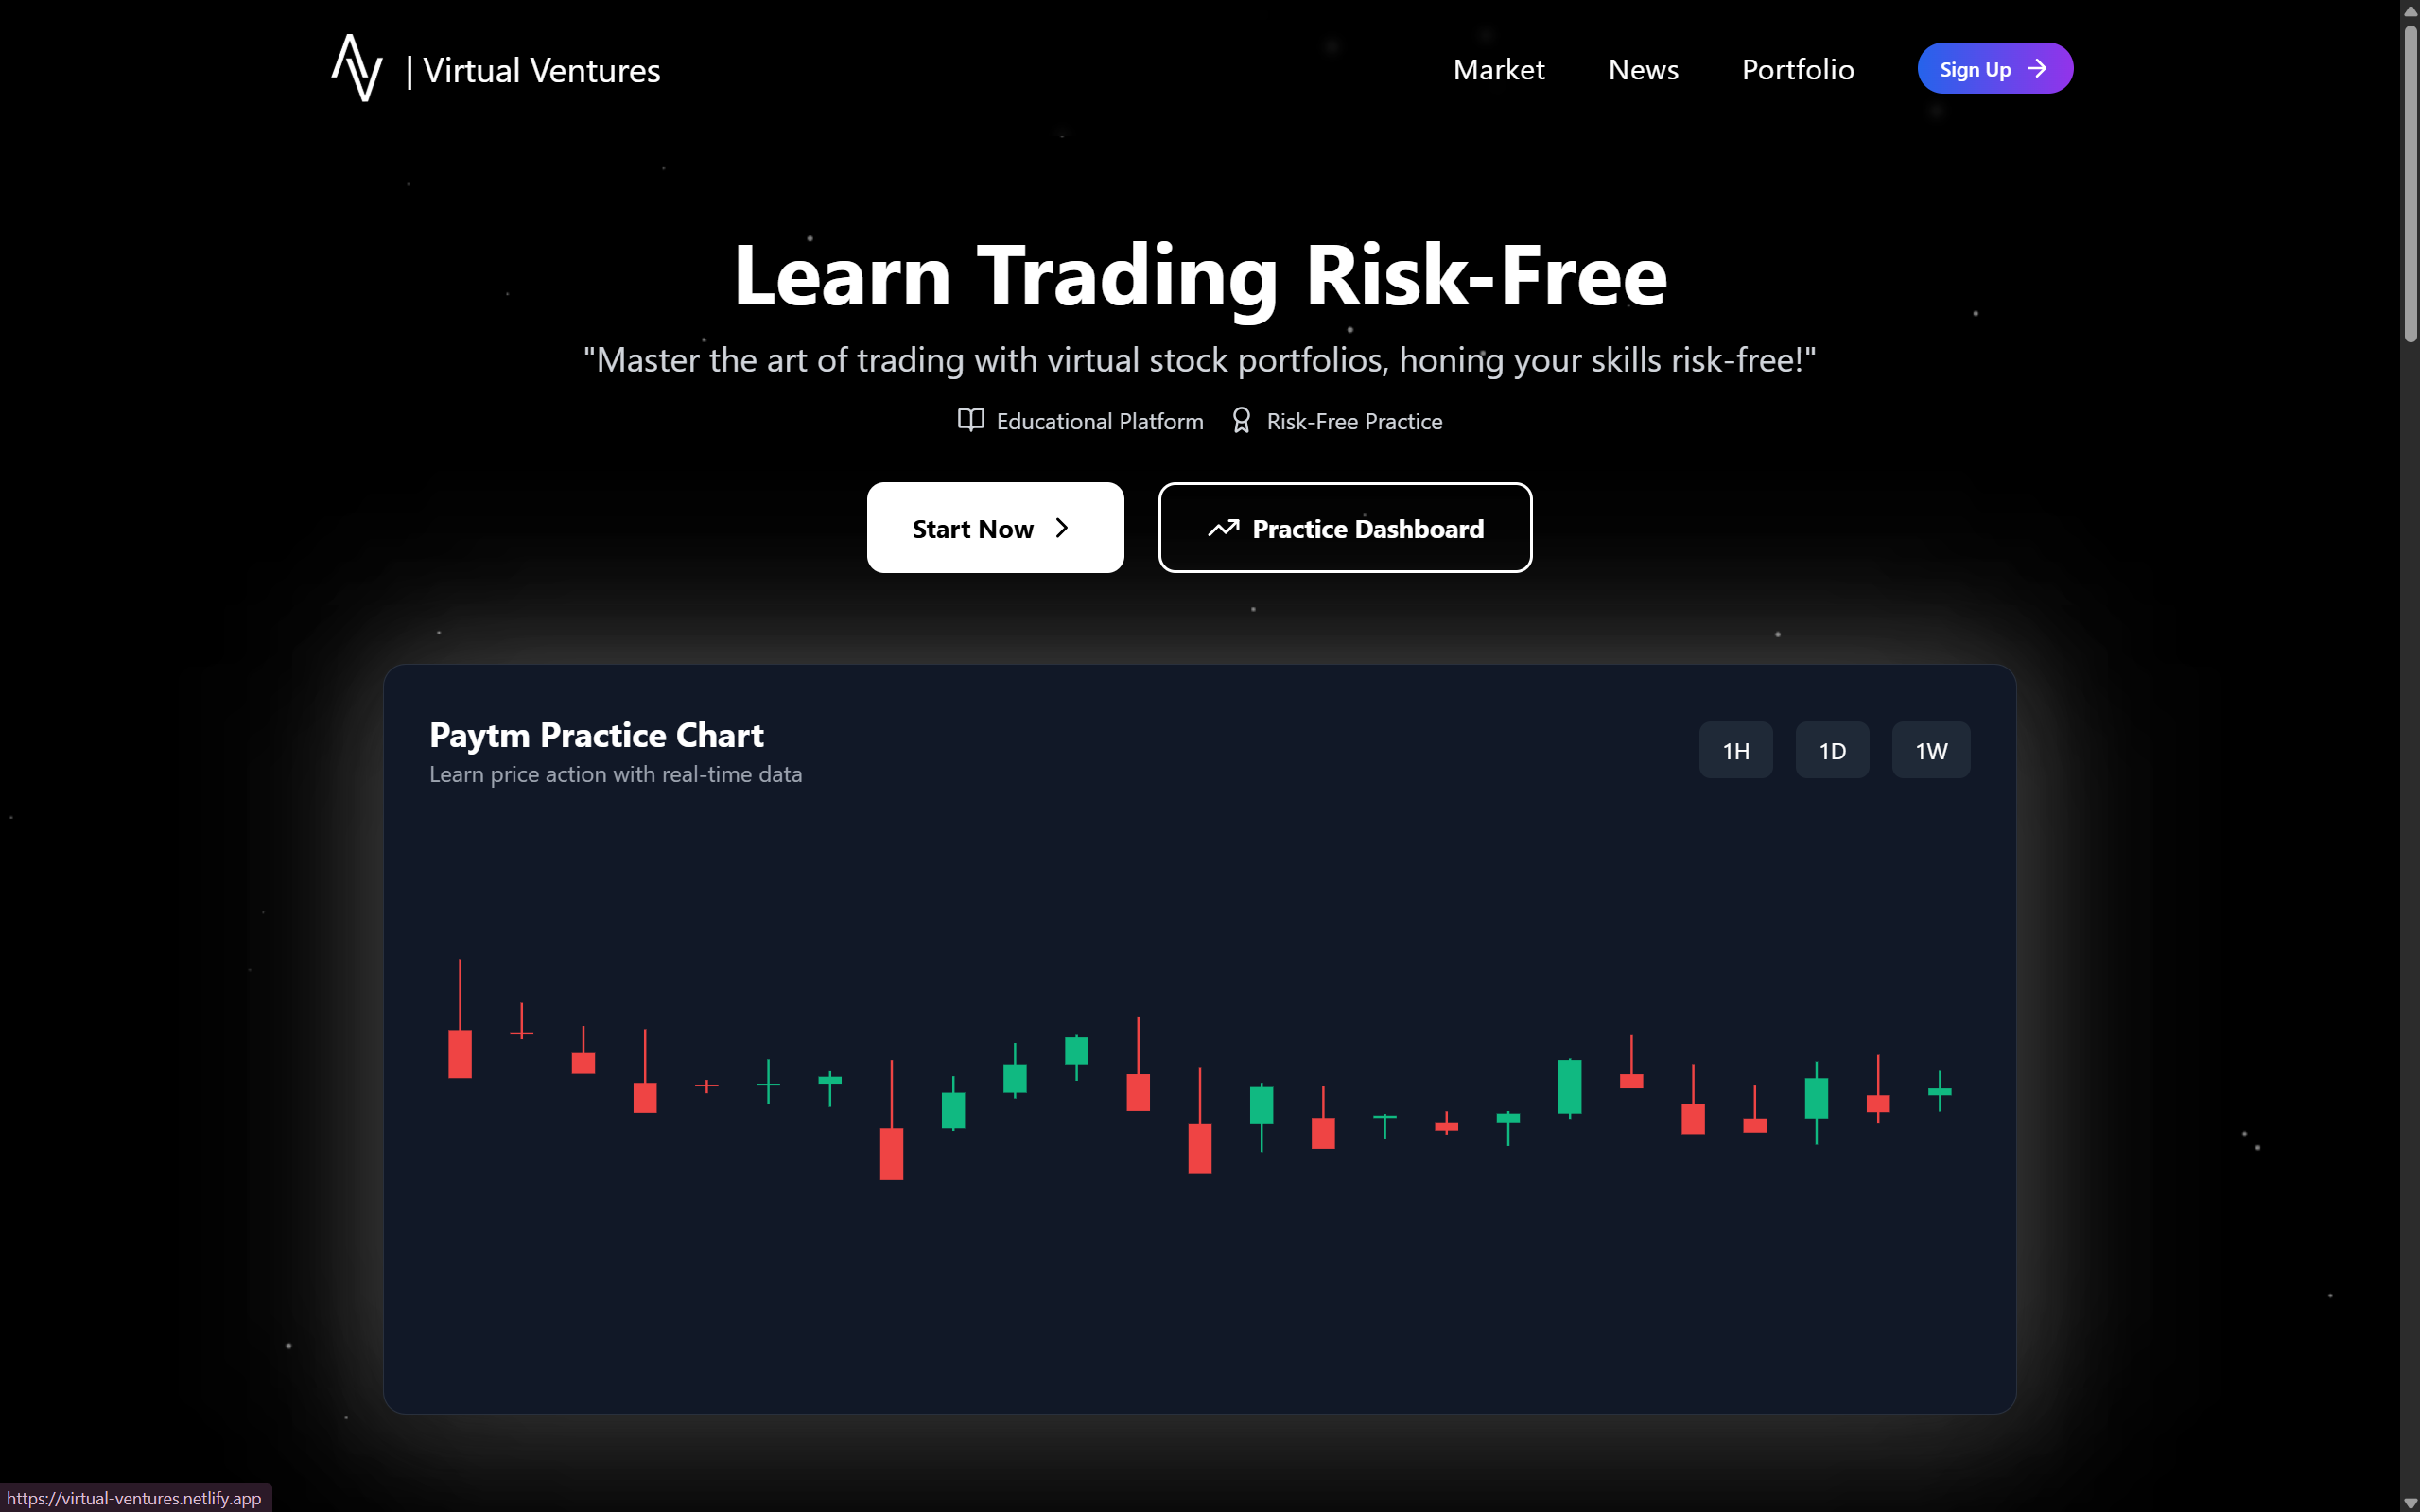 | Virtual Ventures
Market
News
Portfolio
Sign Up
Learn Trading Risk-Free
"Master the art of trading with virtual stock portfolios, honing your skills risk-free!"
Educational Platform
Risk-Free Practice
Start Now
Practice Dashboard
Paytm Practice Chart
Learn price action with real-time data
1H
1D
1W
https://virtual-ventures.netlify.app